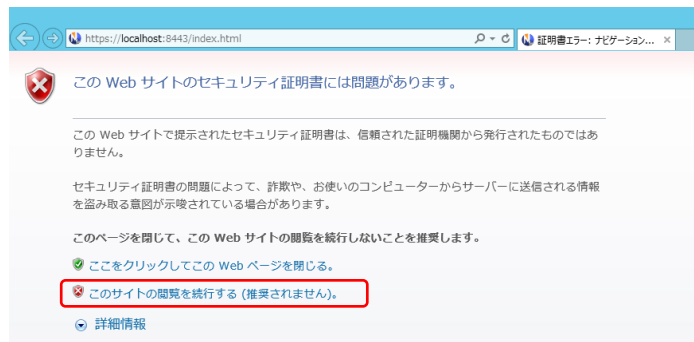 https://localhost:8443/index.html
証明書エラー: ナビゲーション...
この Web サイトのセキュリティ証明書には問題があります。
この Web サイトで提示されたセキュリティ証明書は、信頼された証明機関から発行されたものではあ
りません。
セキュリティ証明書の問題によって、詐欺や、お使いのコンピューターからサーバーに送信される情報
を盗み取る意図が示唆されている場合があります。
このページを閉じて、この Web サイトの閲覧を続行しないことを推奨します。
ここをクリックしてこの Web ページを閉じる。
このサイトの閲覧を続行する (推奨されません)。
詳細情報